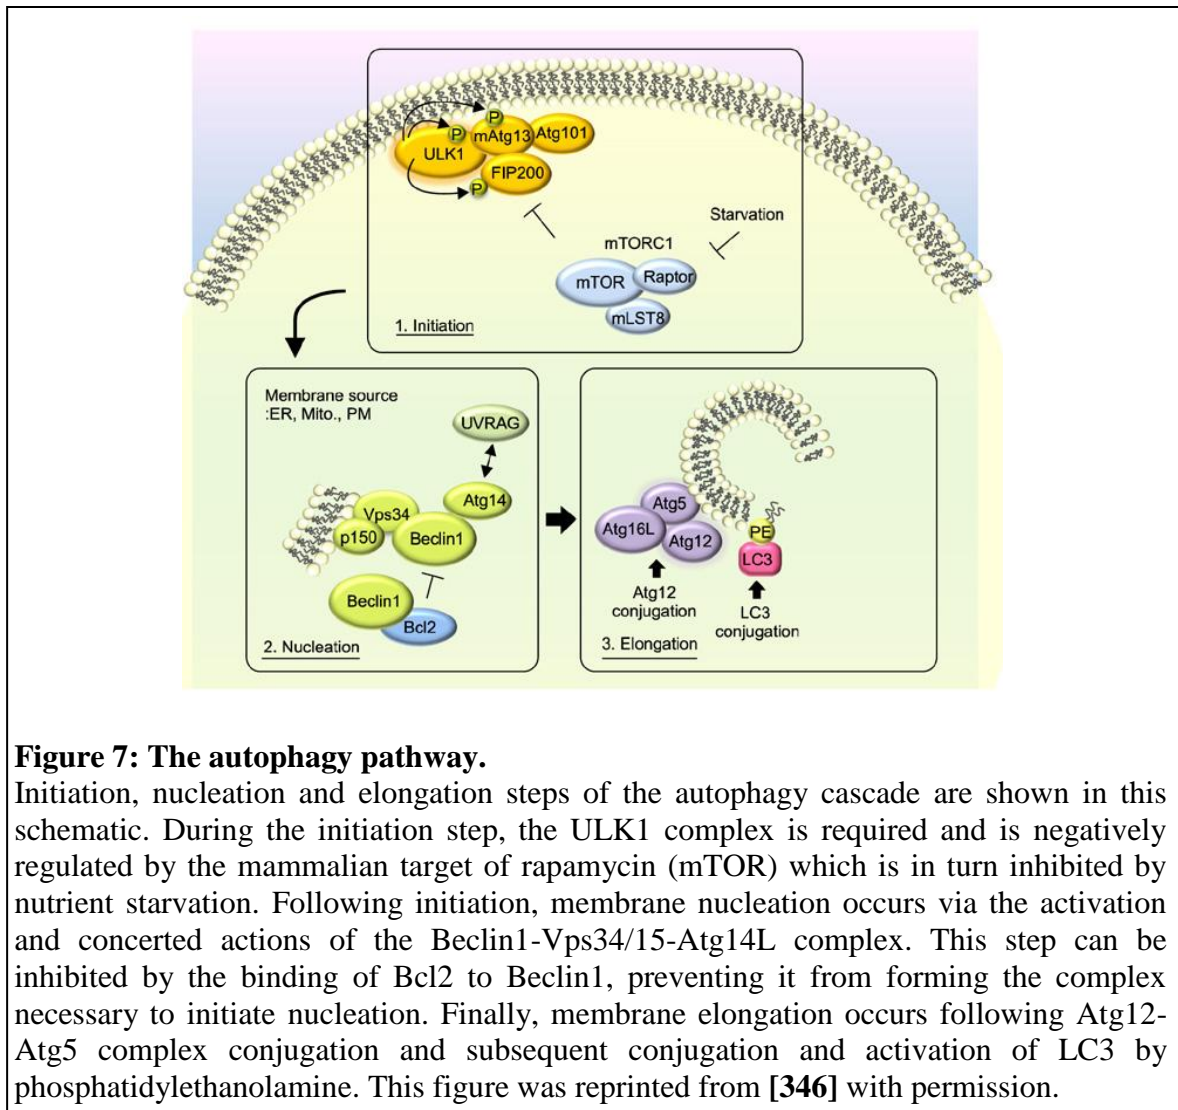 P
P
mAtg13
Atg101
ULK1
FIP200
P
Starvation
mTORC1
mTOR
Raptor
mLST8
1. Initiation
Membrane source
:ER, Mito., PM
UVRAG
Atg14
Vps34
p150
Beclin1
Beclin1
Bcl2
2. Nucleation
Atg5
Atg16L
Atg12
PE
LC3
Atg12
conjugation
LC3
conjugation
3. Elongation
Figure 7: The autophagy pathway.
Initiation, nucleation and elongation steps of the autophagy cascade are shown in this
schematic. During the initiation step, the ULK1 complex is required and is negatively
regulated by the mammalian target of rapamycin (mTOR) which is in turn inhibited by
nutrient starvation. Following initiation, membrane nucleation occurs via the activation
and concerted actions of the Beclin1-Vps34/15-Atg14L complex. This step can be
inhibited by the binding of Bcl2 to Beclin1, preventing it from forming the complex
necessary to initiate nucleation. Finally, membrane elongation occurs following Atg12-
Atg5 complex conjugation and subsequent conjugation and activation of LC3 by
phosphatidylethanolamine. This figure was reprinted from [346] with permission.